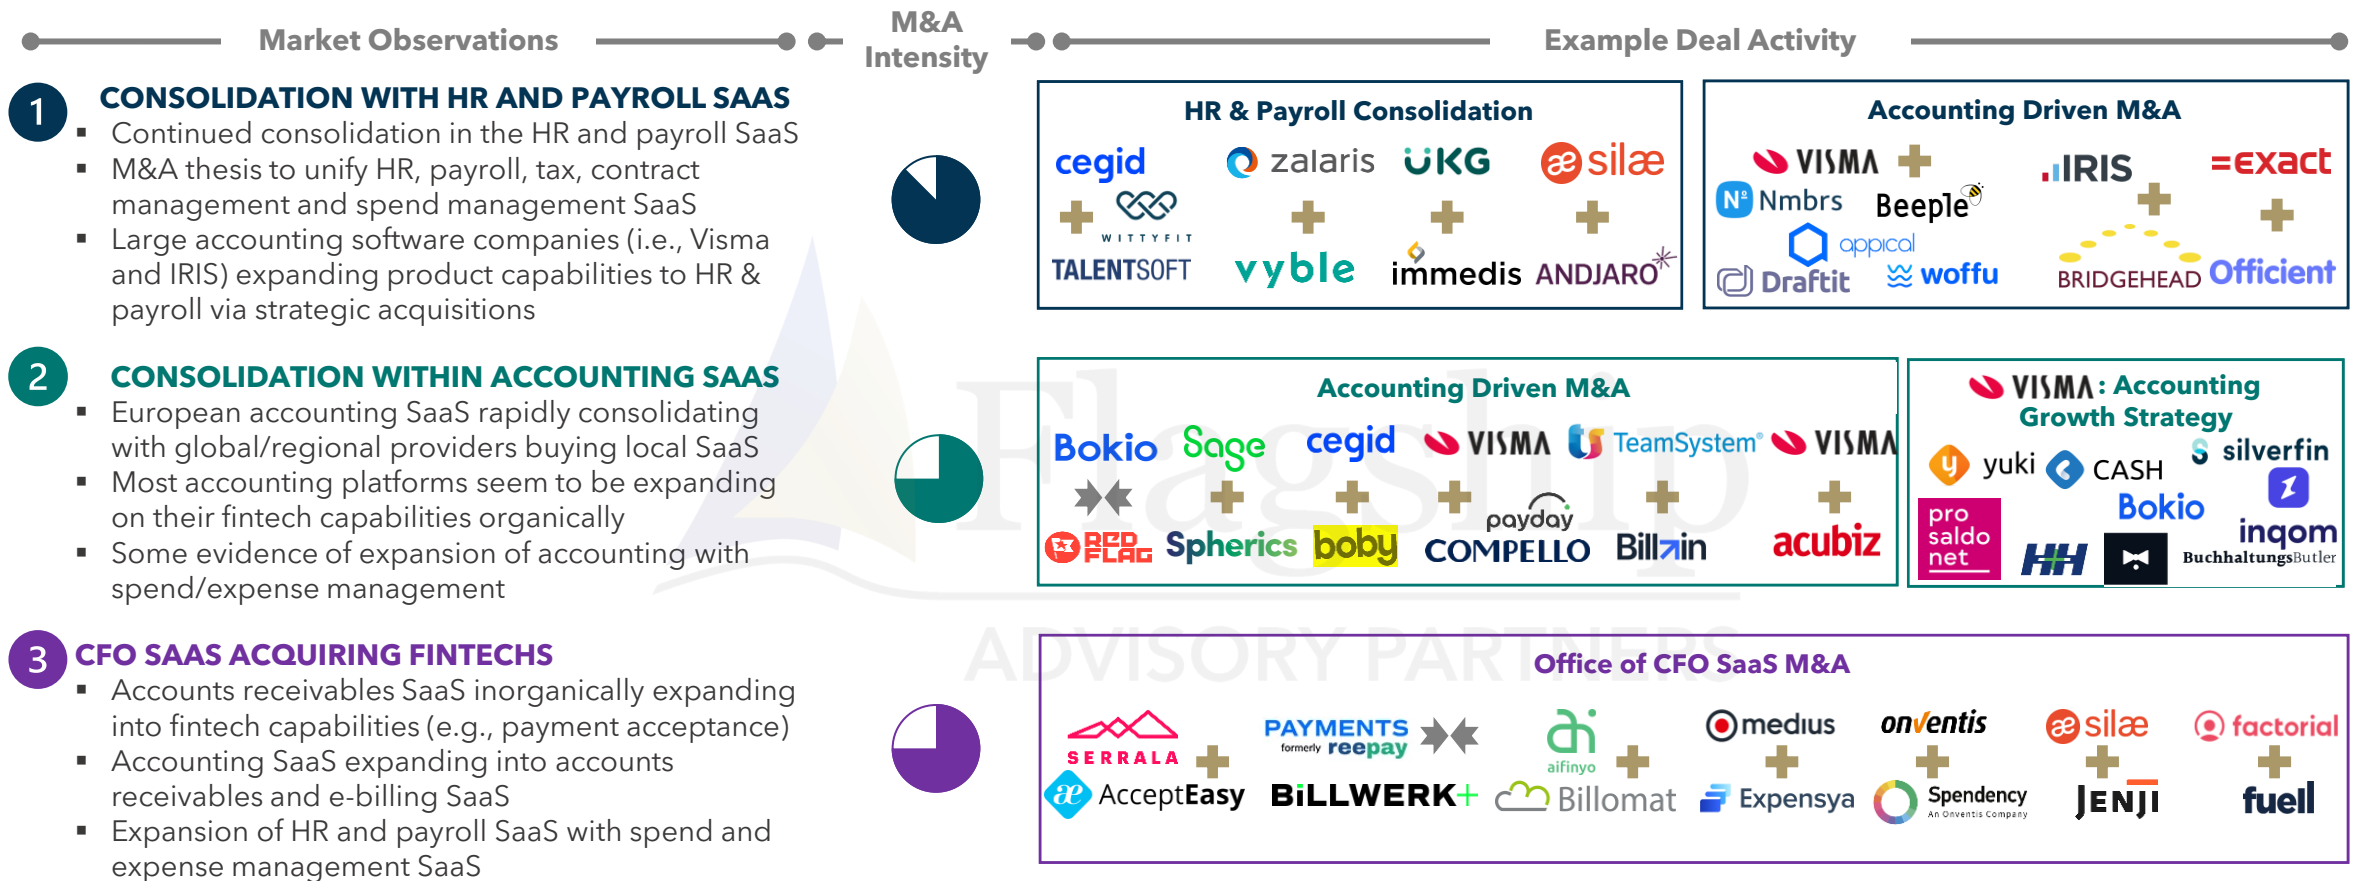 Market Observations
M&A
Intensity
Example Deal Activity
1
CONSOLIDATION WITH HR AND PAYROLL SAAS
▪ Continued consolidation in the HR and payroll SaaS
▪ M&A thesis to unify HR, payroll, tax, contract
management and spend management SaaS
▪ Large accounting software companies (i.e., Visma
and IRIS) expanding product capabilities to HR &
payroll via strategic acquisitions
HR & Payroll Consolidation
cegid
zalaris
UKG
æ silæ
WITTYFIT
TALENTSOFT
vyble
immedis
ANDJARO
Accounting Driven M&A
VISMA
IRIS
=exact
N° Nmbrs
Beeple
appical
Draftit
woffu
BRIDGEHEAD
Officient
2
CONSOLIDATION WITHIN ACCOUNTING SAAS
▪ European accounting SaaS rapidly consolidating
with global/regional providers buying local SaaS
▪ Most accounting platforms seem to be expanding
on their fintech capabilities organically
▪ Some evidence of expansion of accounting with
spend/expense management
Accounting Driven M&A
Bokio
Sage
cegid
VISMA
TeamSystem®
VISMA
RED
FLAG
Spherics
boby
payday
COMPELLO
Billin
acubiz
VISMA : Accounting
Growth Strategy
yuki
CASH
silverfin
pro
saldo
net
Bokio
inqom
H+H
BuchhaltungsButler
3
CFO SAAS ACQUIRING FINTECHS
▪ Accounts receivables SaaS inorganically expanding
into fintech capabilities (e.g., payment acceptance)
▪ Accounting SaaS expanding into accounts
receivables and e-billing SaaS
▪ Expansion of HR and payroll SaaS with spend and
expense management SaaS
Office of CFO SaaS M&A
SERRALA
PAYMENTS
formerly reepay
ai
aifinyo
medius
onventis
æ silæ
factorial
æ AcceptEasy
BILLWERK+
Billomat
Expensya
Spendency
An Onventis Company
JENJI
fuell
Flagship
ADVISORY PARTNERS